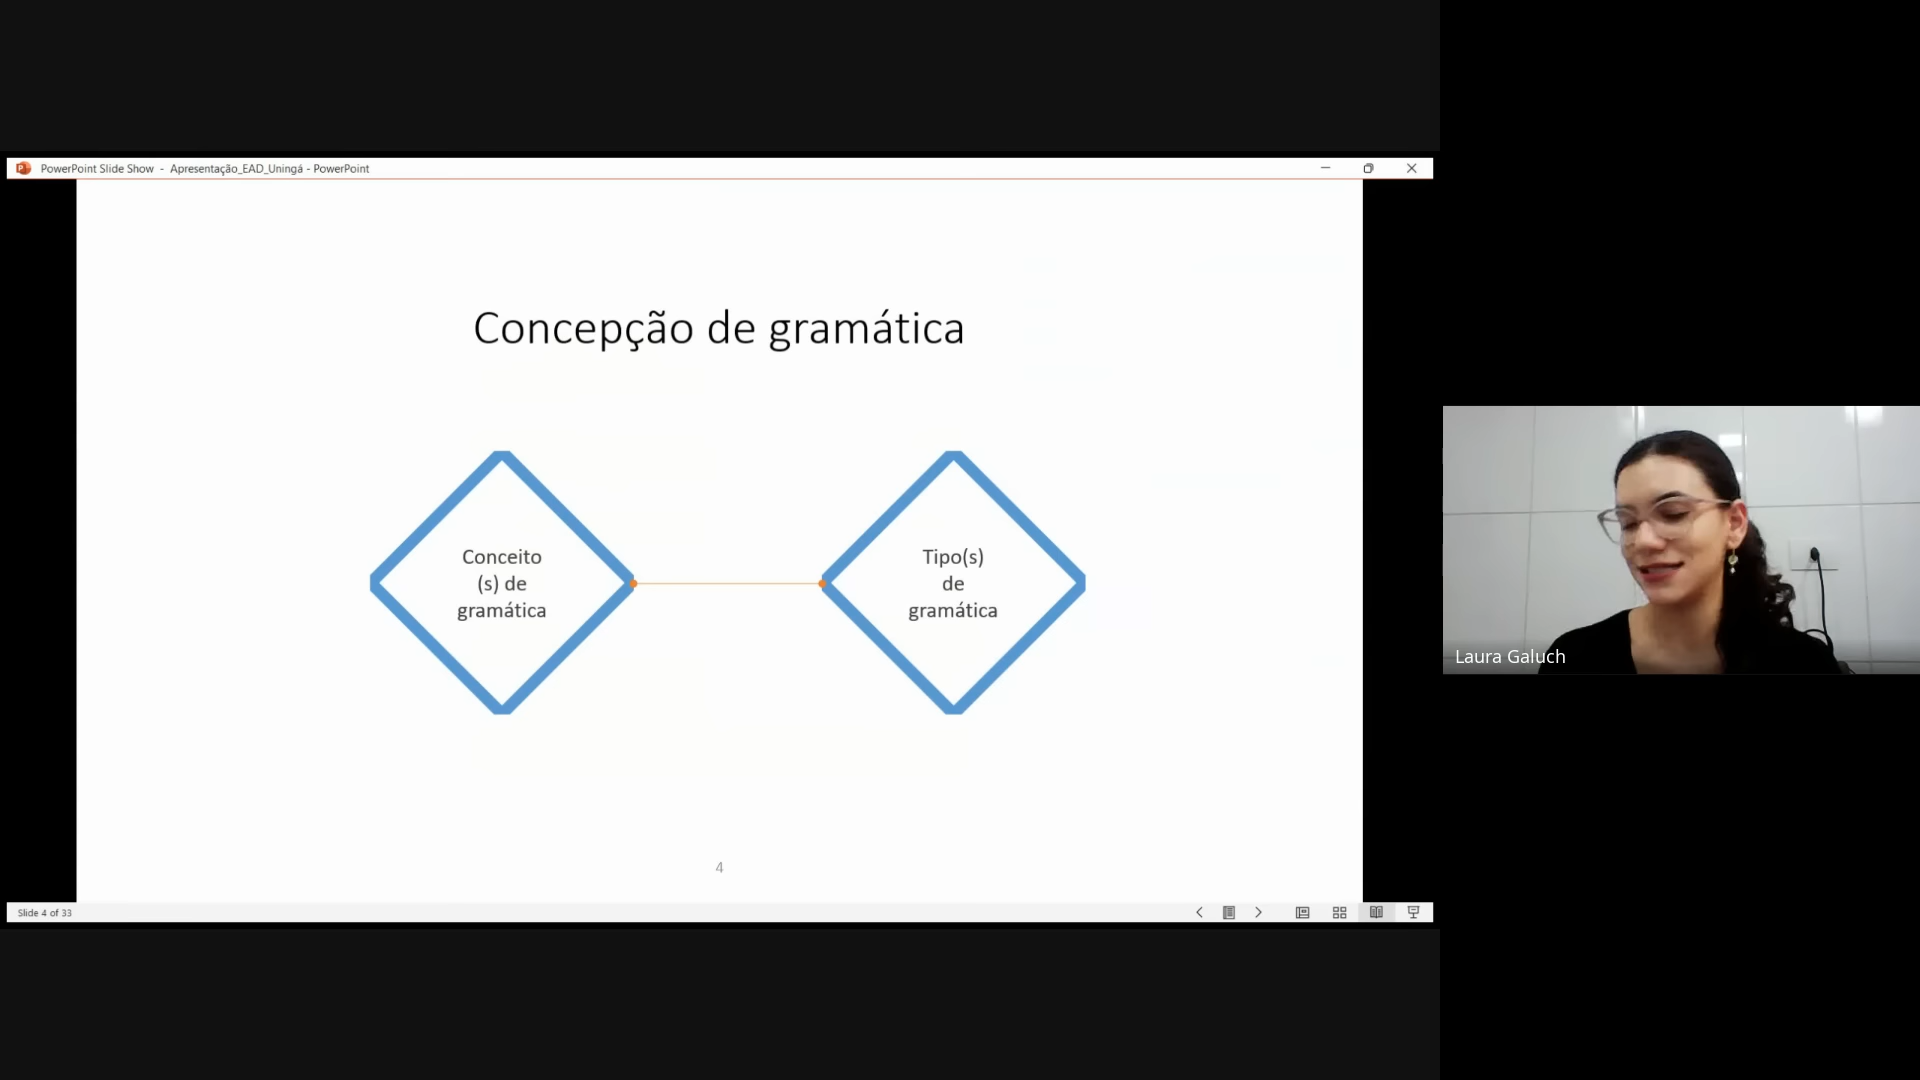 PowerPoint Slide Show - Apresentação_EAD_Uningá - PowerPoint
Concepção de gramática
Conceito
(s) de
gramática
Tipo(s)
de
gramática
4
Laura Galuch
Slide 4 of 33